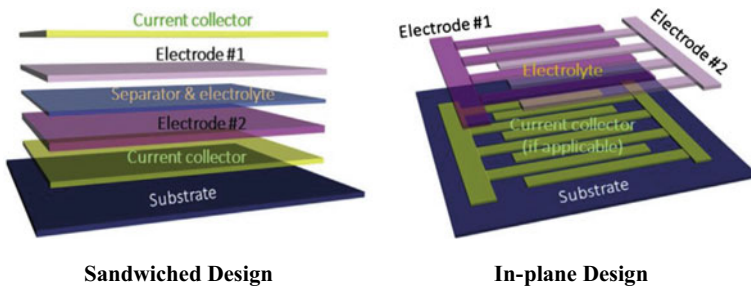 Current collector
Electrode #1
Separator & electrolyte
Electrode #2
Current collector
Substrate
Sandwiched Design
Electrode #1
Electrode #2
Electrolyte
Current collector
(if applicable)
Substrate
In-plane Design